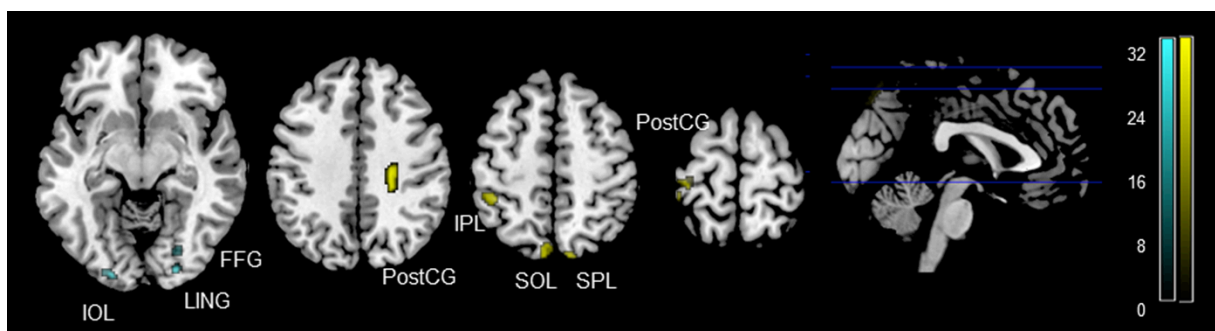 IOL
LING
FFG
PostCG
IPL
SOL
SPL
PostCG
32
24
16
8
0